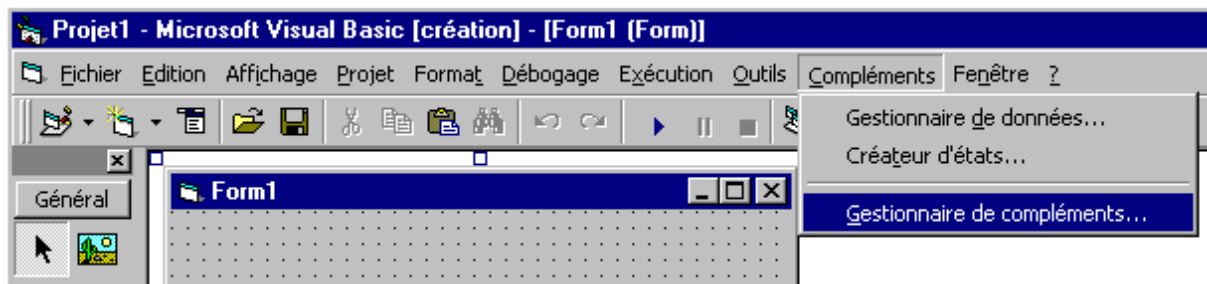 Projet1 - Microsoft Visual Basic [création] - [Form1 (Form)]
Fichier Edition Affichage Projet Format Débogage Exécution Outils Compléments Fenêtre ?
Gestionnaire de données...
Créateur d'états...
Général
Form1
Gestionnaire de compléments...